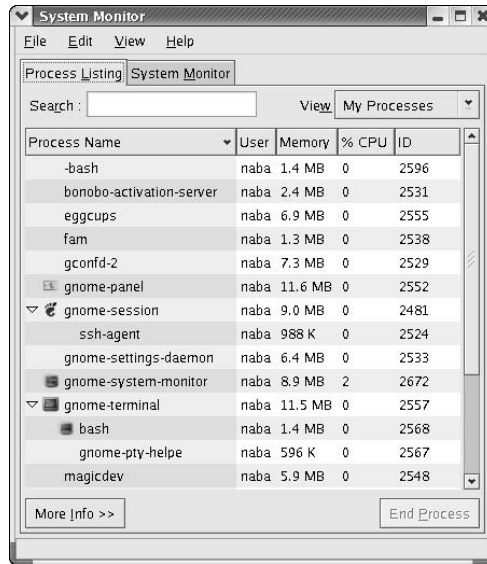 System Monitor
File Edit View Help
Process Listing System Monitor
Search : View My Processes
Process Name User Memory % CPU ID
-bash naba 1.4 MB 0 2596
bonobo-activation-server naba 2.4 MB 0 2531
eggcups naba 6.9 MB 0 2555
fam naba 1.3 MB 0 2538
gconfd-2 naba 7.3 MB 0 2529
gnome-panel naba 11.6 MB 0 2552
gnome-session naba 9.0 MB 0 2481
ssh-agent naba 988 K 0 2524
gnome-settings-daemon naba 6.4 MB 0 2533
gnome-system-monitor naba 8.9 MB 2 2672
gnome-terminal naba 11.5 MB 0 2557
bash naba 1.4 MB 0 2568
gnome-pty-helpe naba 596 K 0 2567
magicdev naba 5.9 MB 0 2548
More Info >> End Process